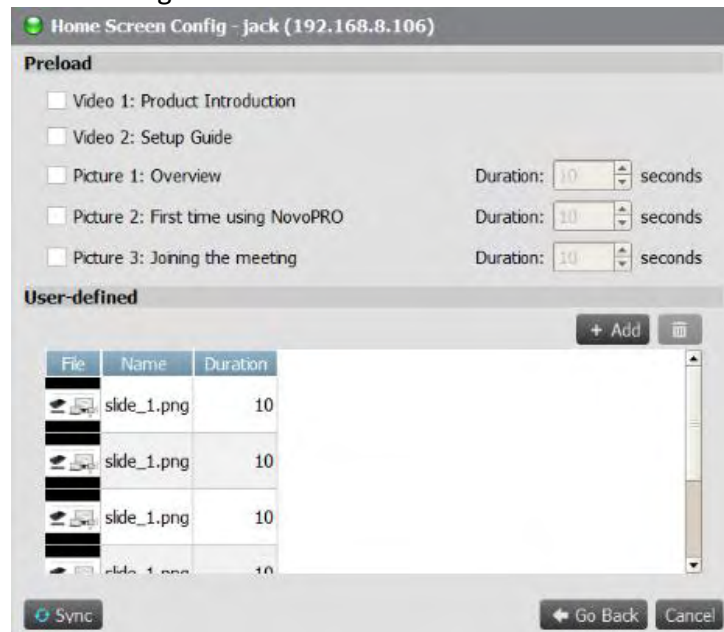 Home Screen Config - jack (192.168.8.106)
Preload
Video 1: Product Introduction
Video 2: Setup Guide
Picture 1: Overview Duration: 10 seconds
Picture 2: First time using NovoPRO Duration: 10 seconds
Picture 3: Joining the meeting Duration: 10 seconds
User-defined
+ Add
File Name Duration
slide_1.png 10
slide_1.png 10
slide_1.png 10
slide_1.png 10
Sync Go Back Cancel